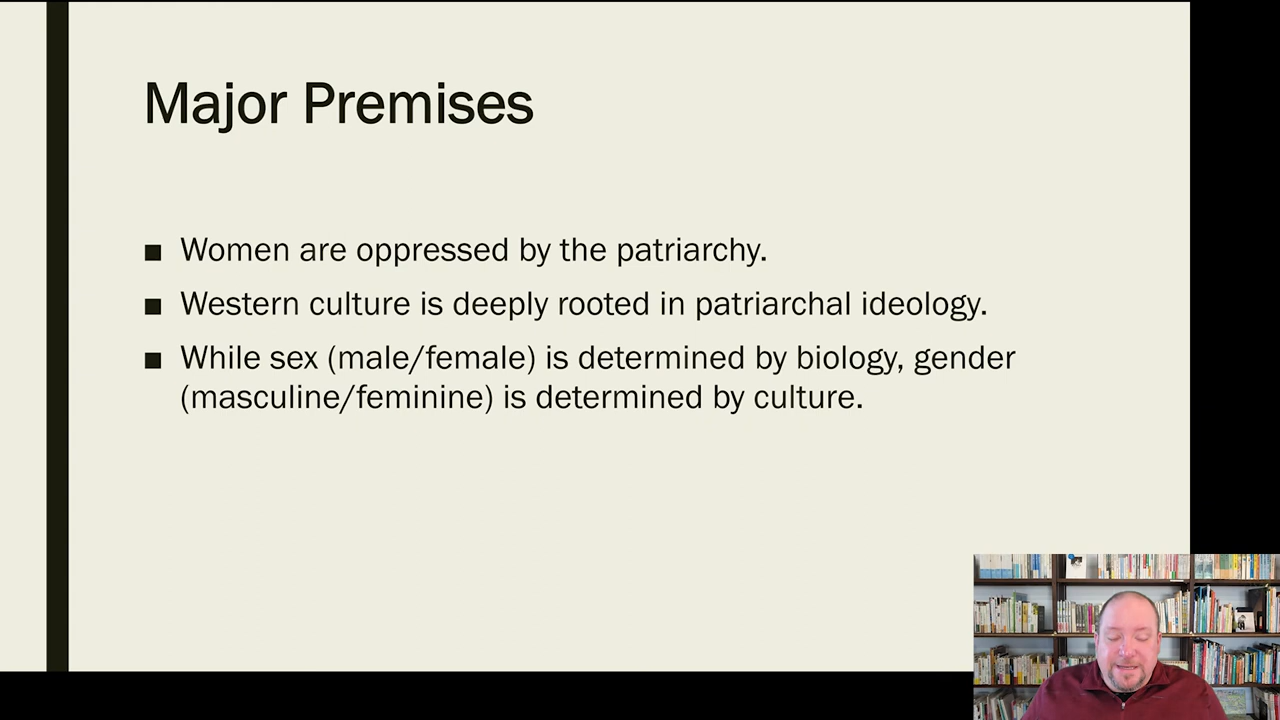 Major Premises
■ Women are oppressed by the patriarchy.
■ Western culture is deeply rooted in patriarchal ideology.
■ While sex (male/female) is determined by biology, gender
(masculine/feminine) is determined by culture.